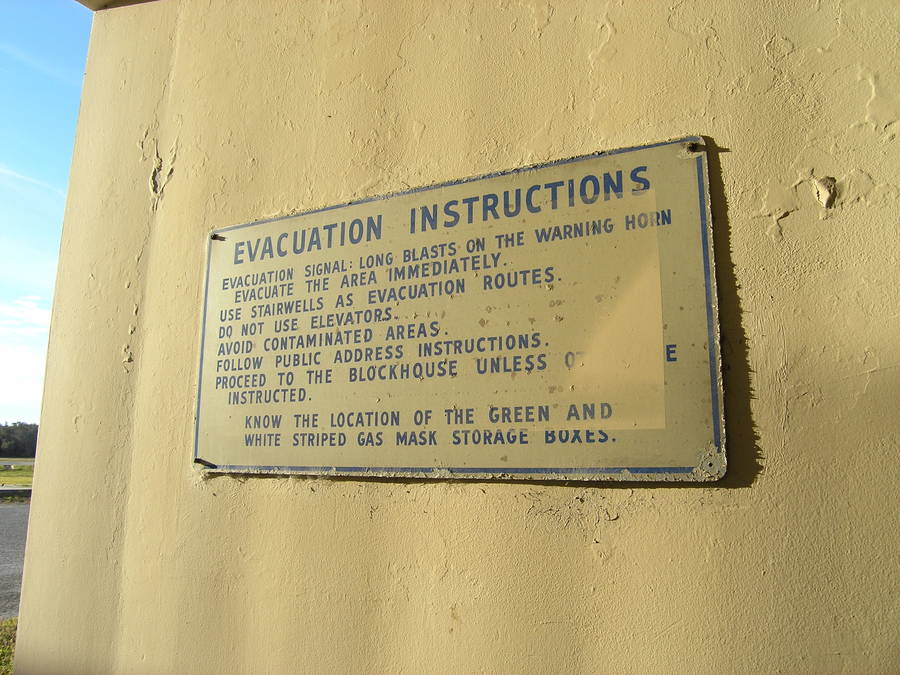 EVACUATION INSTRUCTIONS
EVACUATION SIGNAL: LONG BLASTS ON THE WARNING HORN
EVACUATE THE AREA IMMEDIATELY.
USE STAIRWELLS AS EVACUATION ROUTES.
DO NOT USE ELEVATORS.
AVOID CONTAMINATED AREAS.
FOLLOW PUBLIC ADDRESS INSTRUCTIONS.
PROCEED TO THE BLOCKHOUSE UNLESS
INSTRUCTED.
KNOW THE LOCATION OF THE GREEN AND
WHITE STRIPED GAS MASK STORAGE BOXES.